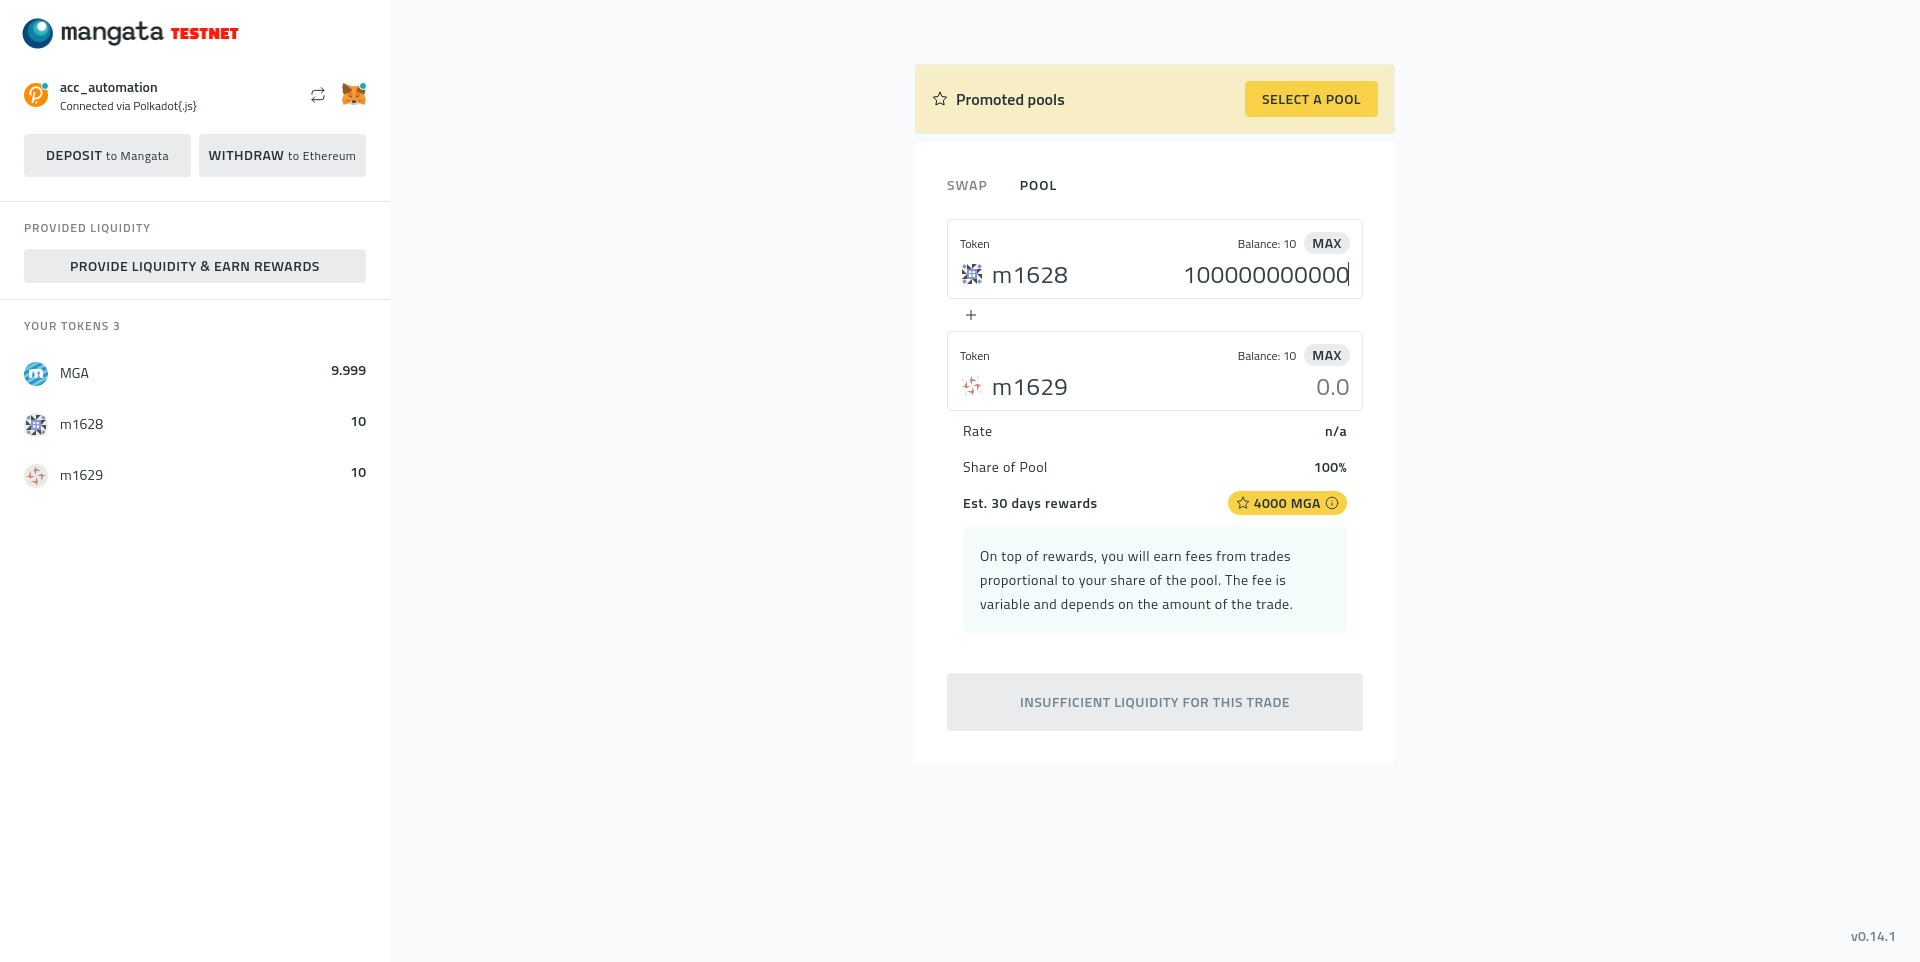 mangata TESTNET
acc_automation
Connected via Polkadot{.js}
DEPOSIT to Mangata
WITHDRAW to Ethereum
PROVIDED LIQUIDITY
PROVIDE LIQUIDITY & EARN REWARDS
YOUR TOKENS 3
MGA 9.999
m1628 10
m1629 10
Promoted pools
SELECT A POOL
SWAP POOL
Token Balance: 10 MAX
m1628 100000000000
+
Token Balance: 10 MAX
m1629 0.0
Rate n/a
Share of Pool 100%
Est. 30 days rewards 4000 MGA
On top of rewards, you will earn fees from trades
proportional to your share of the pool. The fee is
variable and depends on the amount of the trade.
INSUFFICIENT LIQUIDITY FOR THIS TRADE
v0.14.1